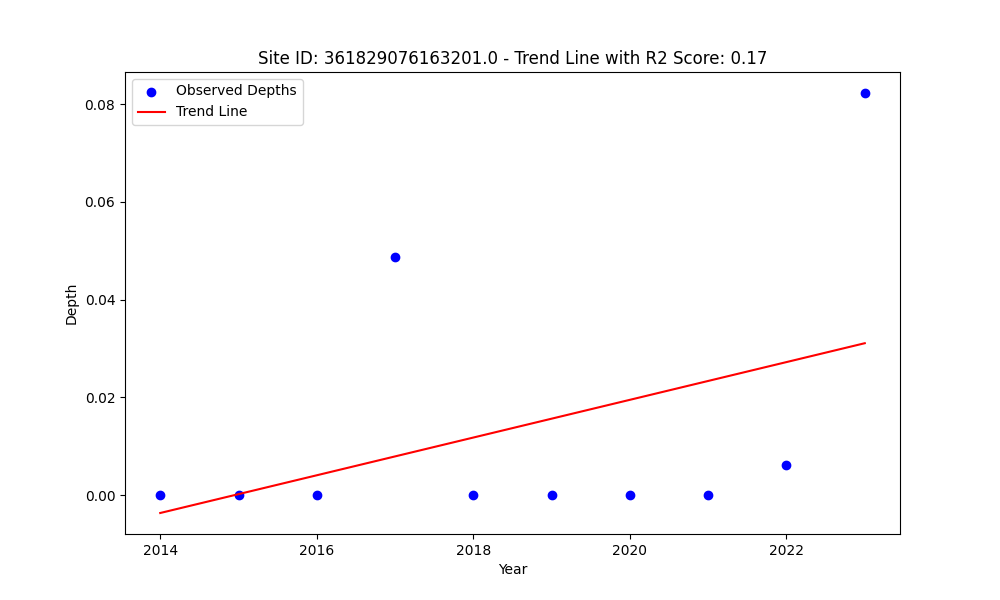 Site ID: 361829076163201.0 - Trend Line with R2 Score: 0.17
Observed Depths
Trend Line
0.08
0.06
0.04
0.02
0.00
Depth
2014
2016
2018
2020
2022
Year